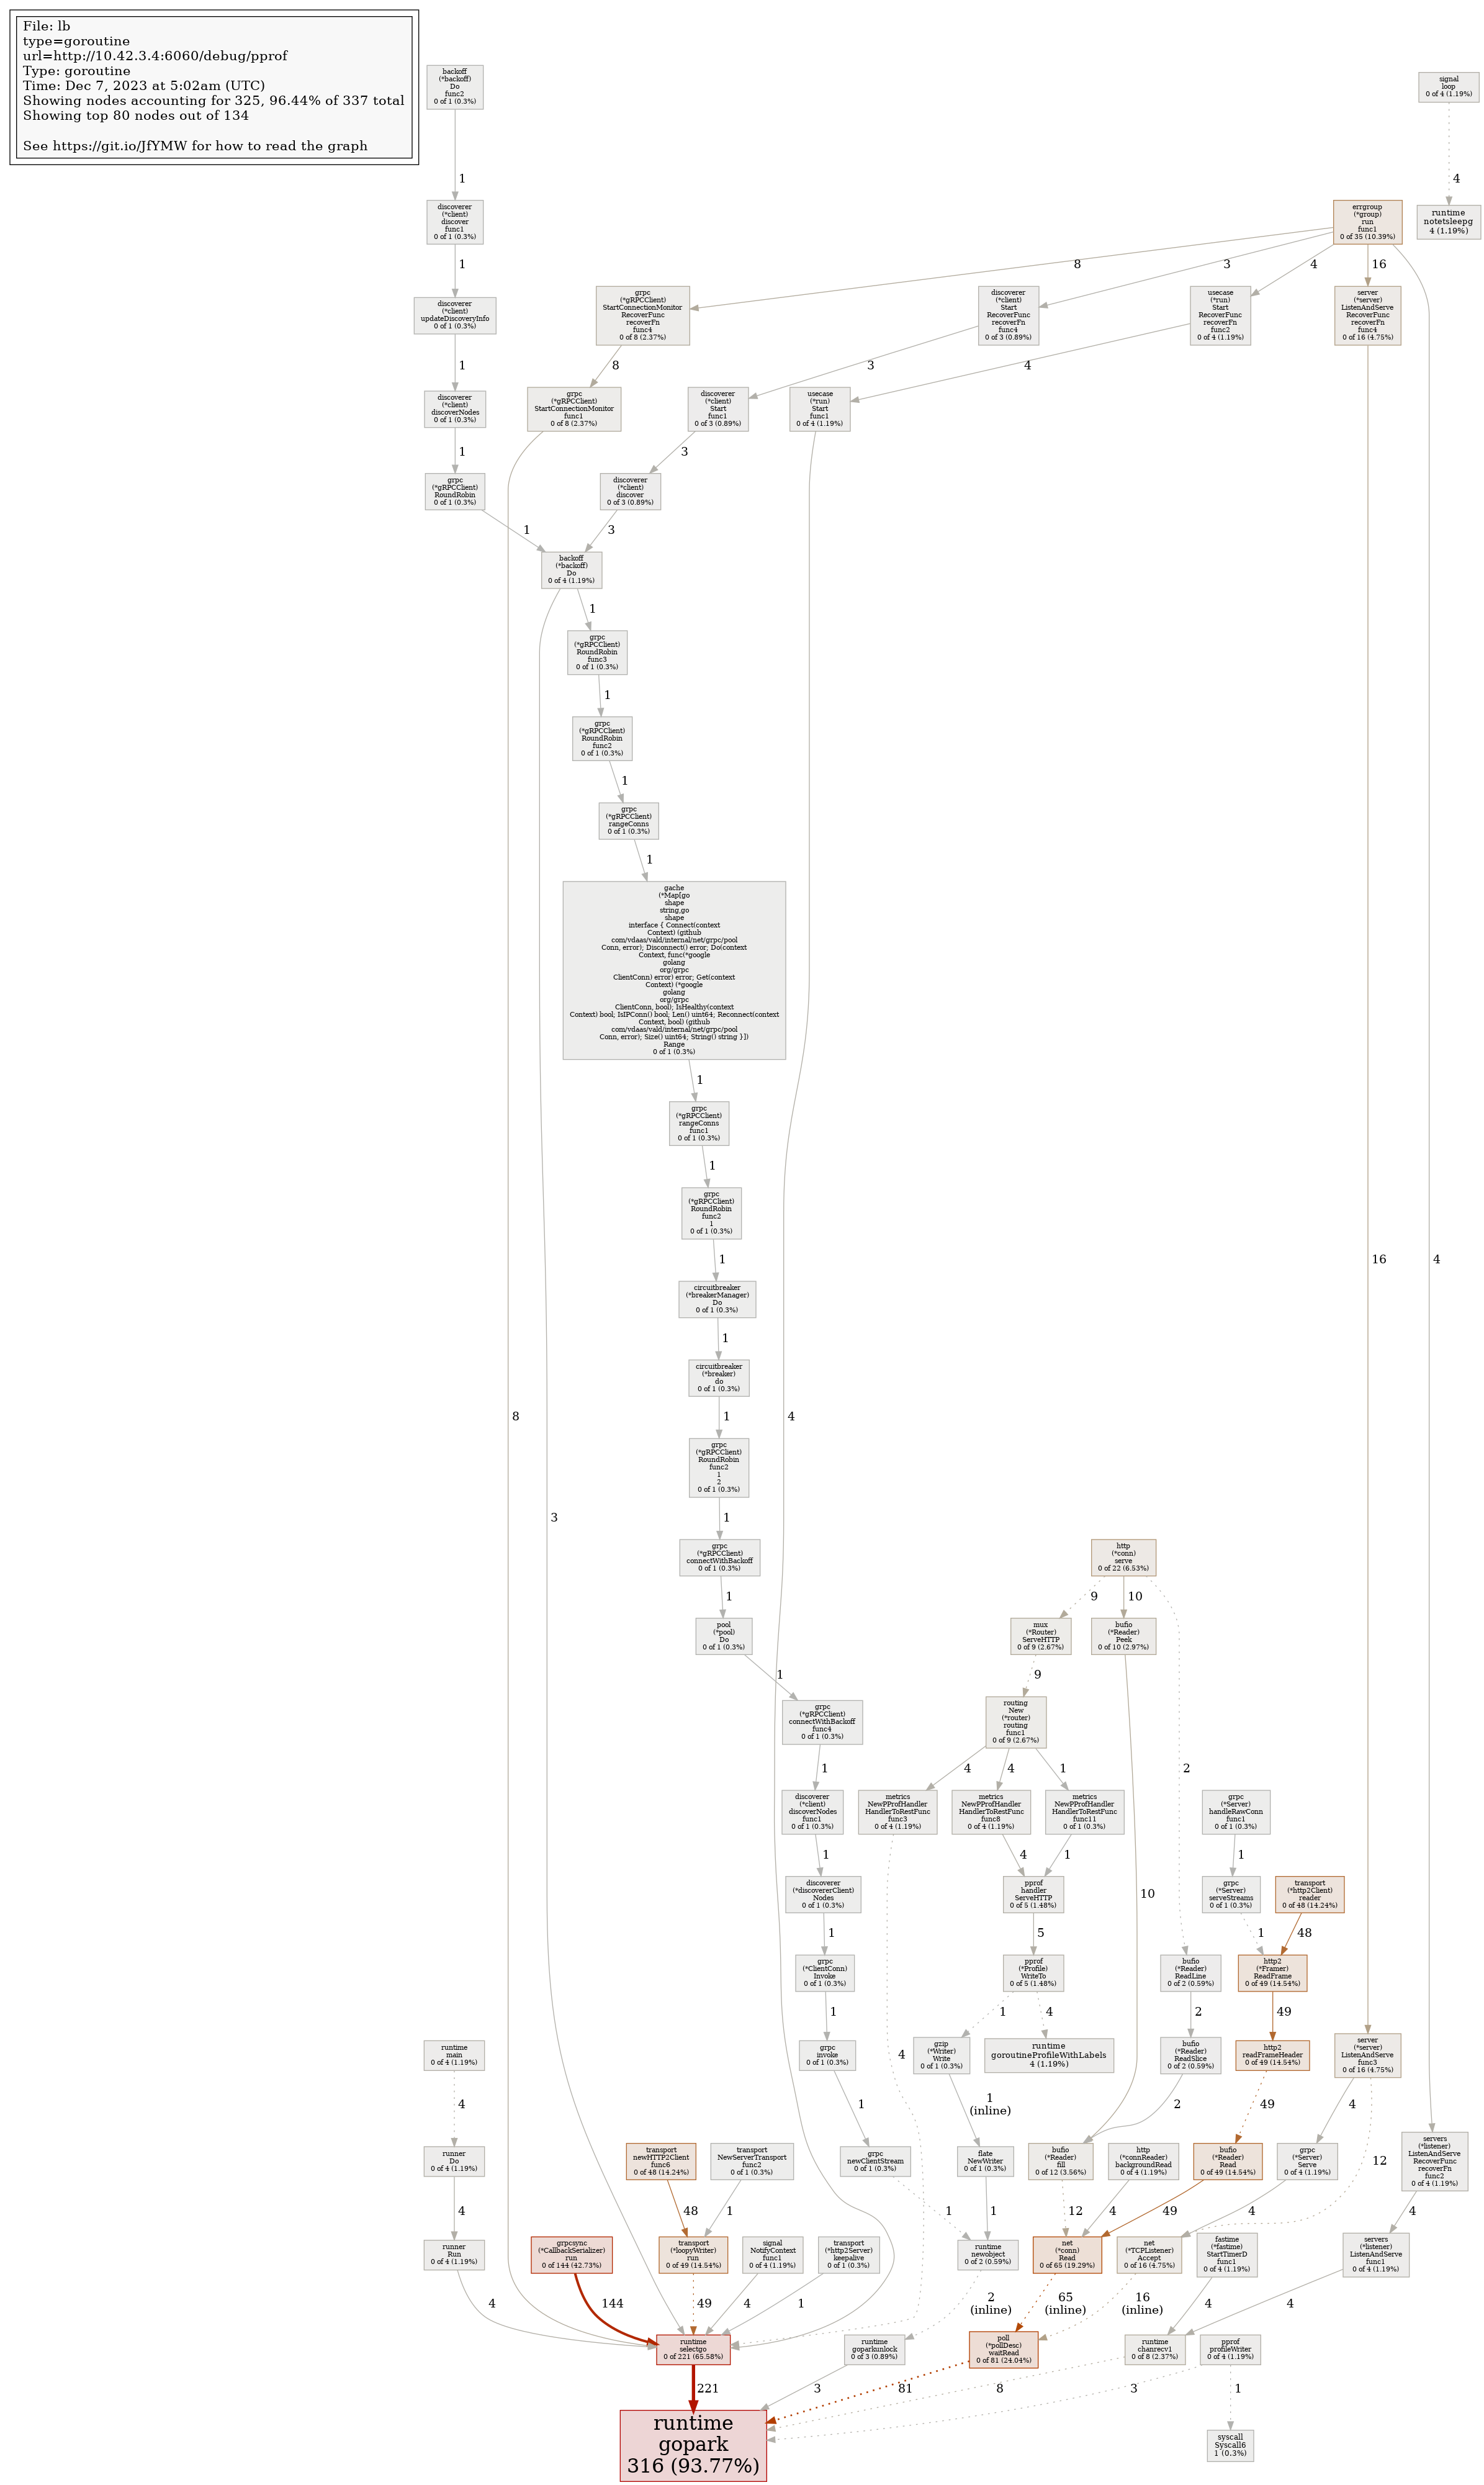 File: lb
type=goroutine
url=http://10.42.3.4:6060/debug/pprof
Type: goroutine
Time: Dec 7, 2023 at 5:02am (UTC)
Showing nodes accounting for 325, 96.44% of 337 total
Showing top 80 nodes out of 134
See https://git.io/JfYMW for how to read the graph
backoff
(*backoff)
Do
func2
0 of 1 (0.3%)
signal
loop
0 of 4 (1.19%)
1
4
discoverer
(*client)
discover
func1
0 of 1 (0.3%)
errgroup
(*group)
run
func1
0 of 35 (10.39%)
runtime
notetsleepg
4 (1.19%)
1
8
3
4
16
discoverer
(*client)
updateDiscoveryInfo
0 of 1 (0.3%)
grpc
(*gRPCClient)
StartConnectionMonitor
RecoverFunc
recoverFn
func4
0 of 8 (2.37%)
discoverer
(*client)
Start
RecoverFunc
recoverFn
func4
0 of 3 (0.89%)
usecase
(*run)
Start
RecoverFunc
recoverFn
func2
0 of 4 (1.19%)
server
(*server)
ListenAndServe
RecoverFunc
recoverFn
func4
0 of 16 (4.75%)
1
8
3
4
discoverer
(*client)
discoverNodes
0 of 1 (0.3%)
grpc
(*gRPCClient)
StartConnectionMonitor
func1
0 of 8 (2.37%)
discoverer
(*client)
Start
func1
0 of 3 (0.89%)
usecase
(*run)
Start
func1
0 of 4 (1.19%)
1
3
grpc
(*gRPCClient)
RoundRobin
0 of 1 (0.3%)
discoverer
(*client)
discover
0 of 3 (0.89%)
1
3
backoff
(*backoff)
Do
0 of 4 (1.19%)
1
grpc
(*gRPCClient)
RoundRobin
func3
0 of 1 (0.3%)
1
grpc
(*gRPCClient)
RoundRobin
func2
0 of 1 (0.3%)
1
grpc
(*gRPCClient)
rangeConns
0 of 1 (0.3%)
1
gache
(*Map[go
shape
string,go
shape
interface { Connect(context
Context) (github
com/vdaas/vald/internal/net/grpc/pool
Conn, error); Disconnect() error; Do(context
Context, func(*google
golang
org/grpc
ClientConn) error) error; Get(context
Context) (*google
golang
org/grpc
ClientConn, bool); IsHealthy(context
Context) bool; IsIPConn() bool; Len() uint64; Reconnect(context
Context, bool) (github
com/vdaas/vald/internal/net/grpc/pool
Conn, error); Size() uint64; String() string }])
Range
0 of 1 (0.3%)
1
grpc
(*gRPCClient)
rangeConns
func1
0 of 1 (0.3%)
1
grpc
(*gRPCClient)
RoundRobin
func2
1
0 of 1 (0.3%)
1
16
4
circuitbreaker
(*breakerManager)
Do
0 of 1 (0.3%)
1
circuitbreaker
(*breaker)
do
0 of 1 (0.3%)
8
1
4
grpc
(*gRPCClient)
RoundRobin
func2
1
2
0 of 1 (0.3%)
3
1
grpc
(*gRPCClient)
connectWithBackoff
0 of 1 (0.3%)
http
(*conn)
serve
0 of 22 (6.53%)
1
9
10
pool
(*pool)
Do
0 of 1 (0.3%)
mux
(*Router)
ServeHTTP
0 of 9 (2.67%)
bufio
(*Reader)
Peek
0 of 10 (2.97%)
1
9
grpc
(*gRPCClient)
connectWithBackoff
func4
0 of 1 (0.3%)
routing
New
(*router)
routing
func1
0 of 9 (2.67%)
1
4
4
1
2
discoverer
(*client)
discoverNodes
func1
0 of 1 (0.3%)
metrics
NewPProfHandler
HandlerToRestFunc
func3
0 of 4 (1.19%)
metrics
NewPProfHandler
HandlerToRestFunc
func8
0 of 4 (1.19%)
metrics
NewPProfHandler
HandlerToRestFunc
func11
0 of 1 (0.3%)
grpc
(*Server)
handleRawConn
func1
0 of 1 (0.3%)
1
4
1
1
discoverer
(*discovererClient)
Nodes
0 of 1 (0.3%)
pprof
handler
ServeHTTP
0 of 5 (1.48%)
10
grpc
(*Server)
serveStreams
0 of 1 (0.3%)
transport
(*http2Client)
reader
0 of 48 (14.24%)
1
5
1
48
grpc
(*ClientConn)
Invoke
0 of 1 (0.3%)
pprof
(*Profile)
WriteTo
0 of 5 (1.48%)
bufio
(*Reader)
ReadLine
0 of 2 (0.59%)
http2
(*Framer)
ReadFrame
0 of 49 (14.54%)
1
1
4
2
49
runtime
main
0 of 4 (1.19%)
grpc
invoke
0 of 1 (0.3%)
4
gzip
(*Writer)
Write
0 of 1 (0.3%)
runtime
goroutineProfileWithLabels
4 (1.19%)
bufio
(*Reader)
ReadSlice
0 of 2 (0.59%)
http2
readFrameHeader
0 of 49 (14.54%)
server
(*server)
ListenAndServe
func3
0 of 16 (4.75%)
4
1
1
(inline)
2
49
4
runner
Do
0 of 4 (1.19%)
transport
newHTTP2Client
func6
0 of 48 (14.24%)
transport
NewServerTransport
func2
0 of 1 (0.3%)
grpc
newClientStream
0 of 1 (0.3%)
flate
NewWriter
0 of 1 (0.3%)
bufio
(*Reader)
fill
0 of 12 (3.56%)
http
(*connReader)
backgroundRead
0 of 4 (1.19%)
bufio
(*Reader)
Read
0 of 49 (14.54%)
grpc
(*Server)
Serve
0 of 4 (1.19%)
12
servers
(*listener)
ListenAndServe
RecoverFunc
recoverFn
func2
0 of 4 (1.19%)
4
48
1
1
1
12
4
49
4
4
runner
Run
0 of 4 (1.19%)
grpcsync
(*CallbackSerializer)
run
0 of 144 (42.73%)
transport
(*loopyWriter)
run
0 of 49 (14.54%)
signal
NotifyContext
func1
0 of 4 (1.19%)
transport
(*http2Server)
keepalive
0 of 1 (0.3%)
runtime
newobject
0 of 2 (0.59%)
net
(*conn)
Read
0 of 65 (19.29%)
net
(*TCPListener)
Accept
0 of 16 (4.75%)
fastime
(*fastime)
StartTimerD
func1
0 of 4 (1.19%)
servers
(*listener)
ListenAndServe
func1
0 of 4 (1.19%)
4
144
49
4
1
2
(inline)
65
(inline)
16
(inline)
4
4
runtime
selectgo
0 of 221 (65.58%)
runtime
goparkunlock
0 of 3 (0.89%)
poll
(*pollDesc)
waitRead
0 of 81 (24.04%)
runtime
chanrecv1
0 of 8 (2.37%)
pprof
profileWriter
0 of 4 (1.19%)
221
3
81
8
3
1
runtime
gopark
316 (93.77%)
syscall
Syscall6
1 (0.3%)